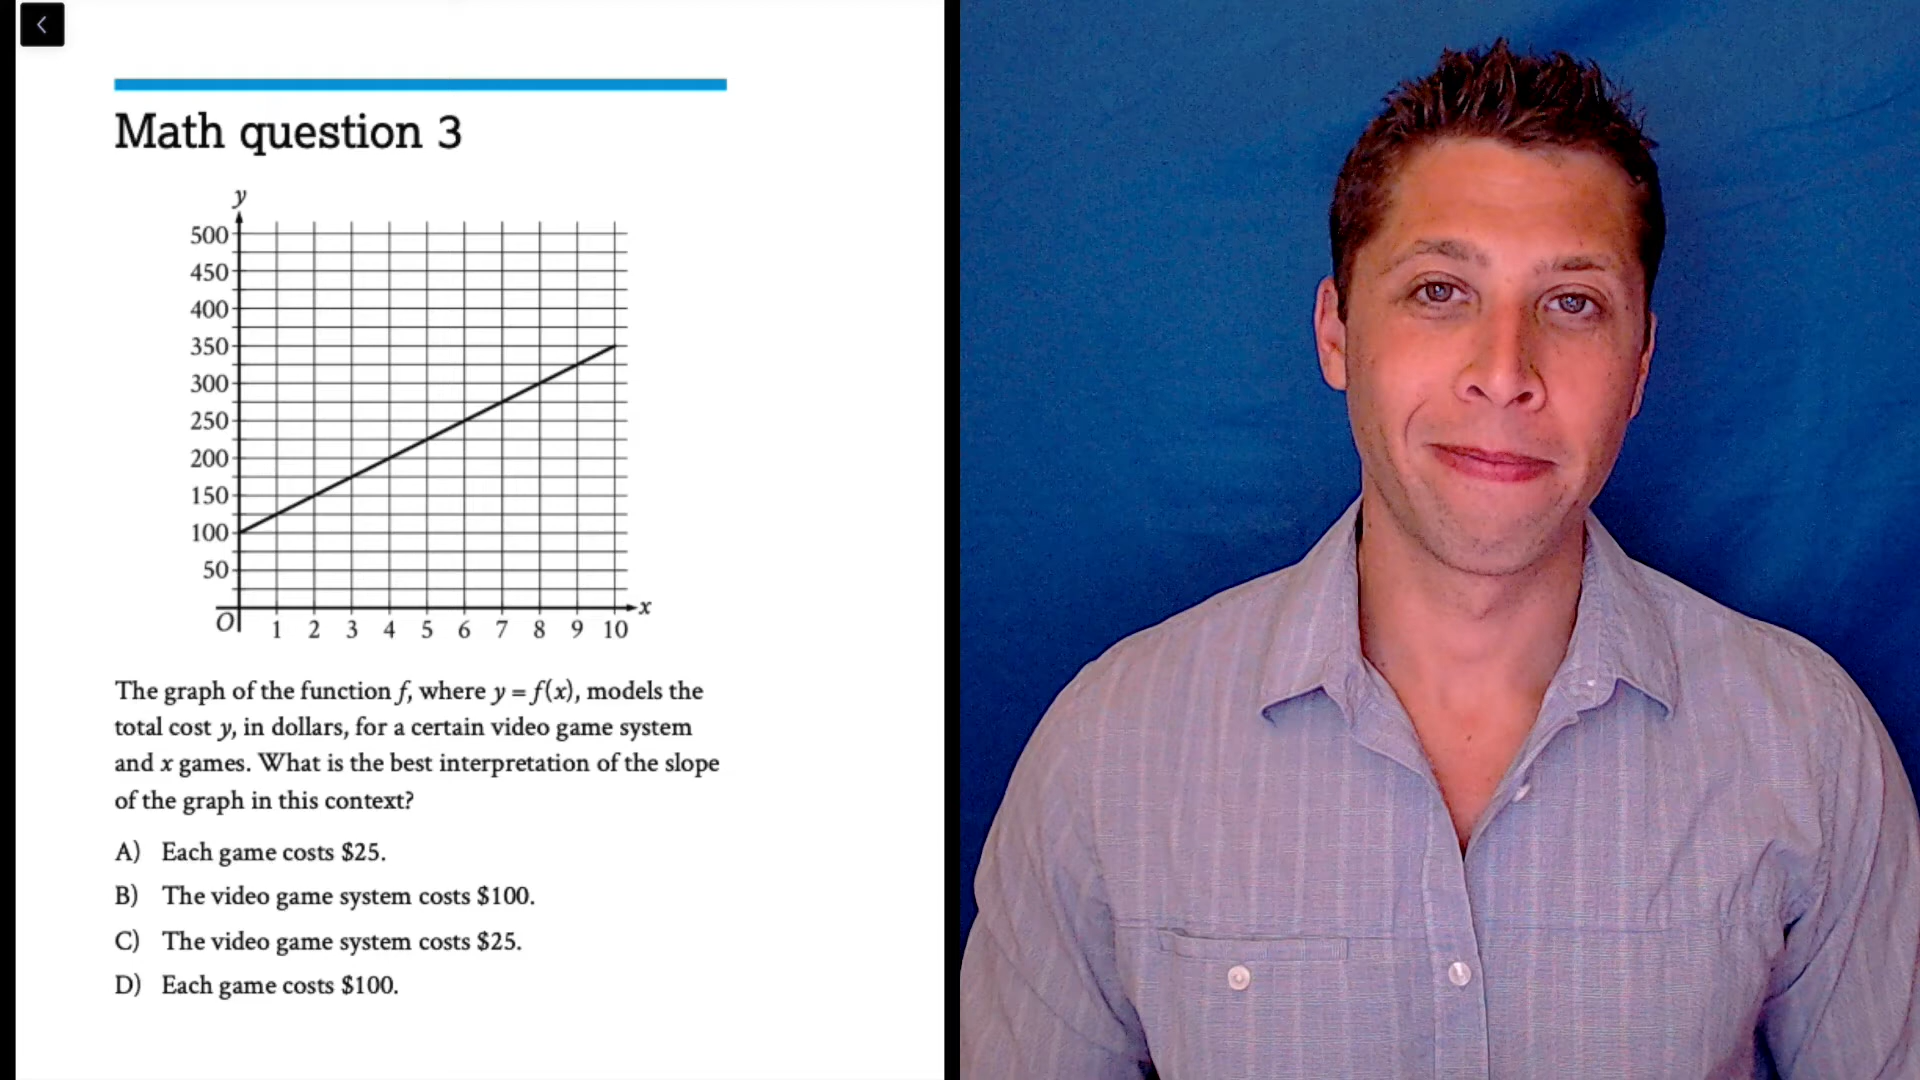 Math question 3
y
500
450
400
350
300
250
200
150
100
50
O
1 2 3 4 5 6 7 8 9 10
x
The graph of the function f, where y = f(x), models the
total cost y, in dollars, for a certain video game system
and x games. What is the best interpretation of the slope
of the graph in this context?
A) Each game costs $25.
B) The video game system costs $100.
C) The video game system costs $25.
D) Each game costs $100.